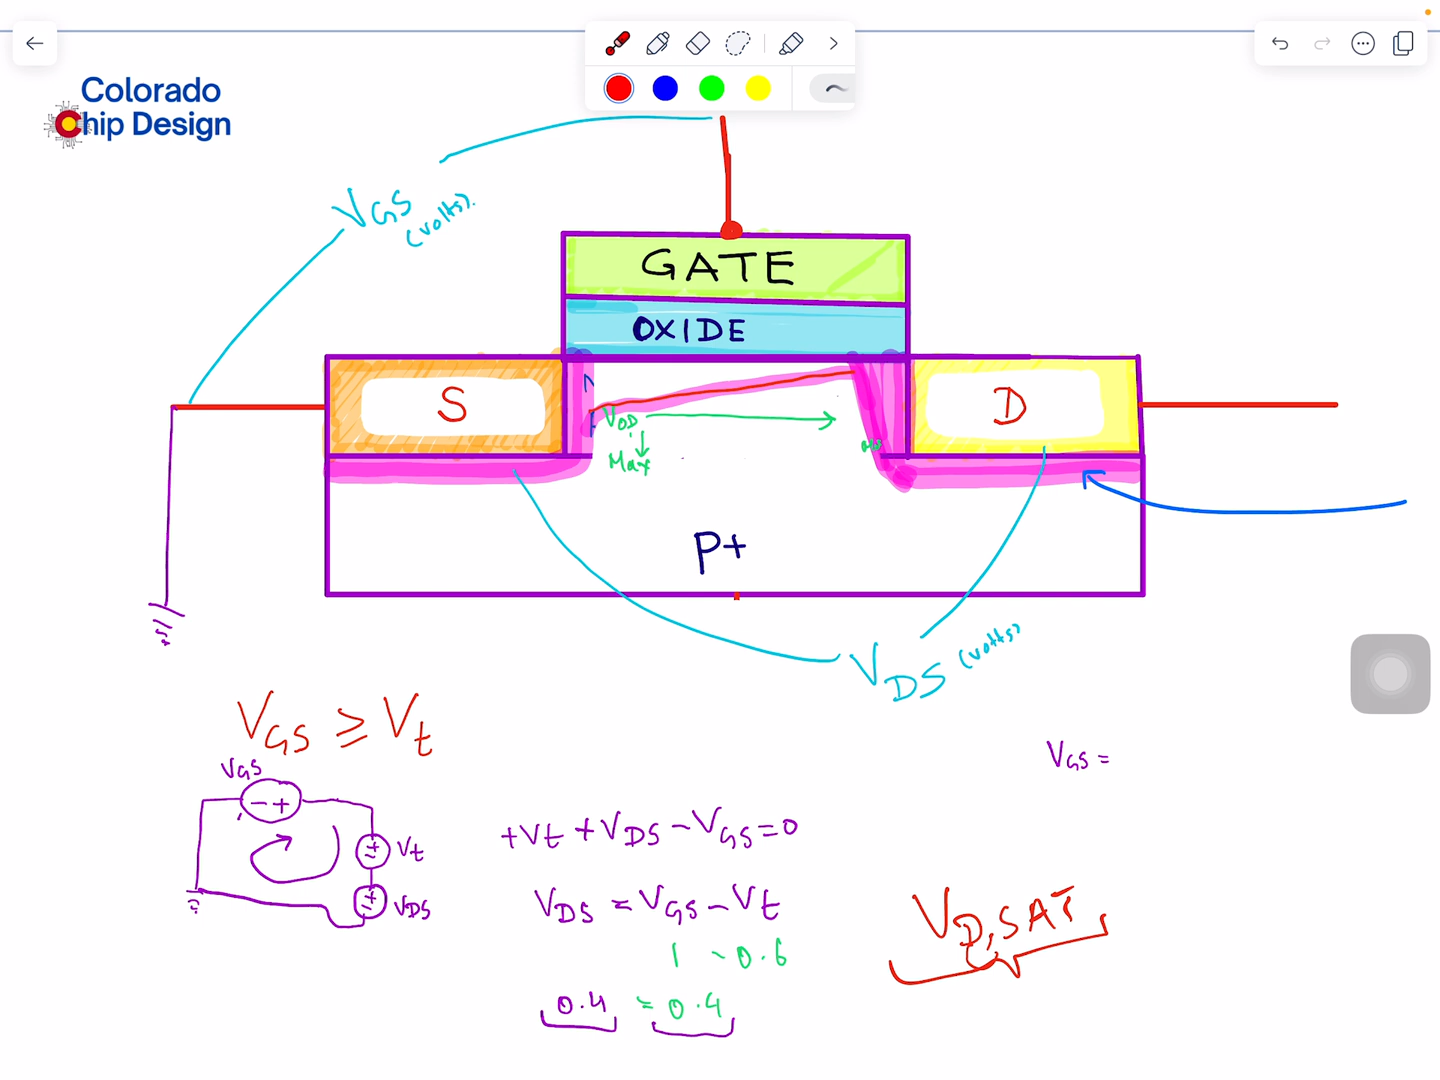 Colorado
Chip Design
VGS
(volts).
GATE
OXIDE
S
D
VOD
Max
P+
VDS (volts)
VGS ≥ Vt
VGS =
VGS
- +
Vt
VDS
+Vt + VDS - VGS = 0
VDS = VGS - Vt
1 - 0.6
0.4 = 0.4
VD,SAT